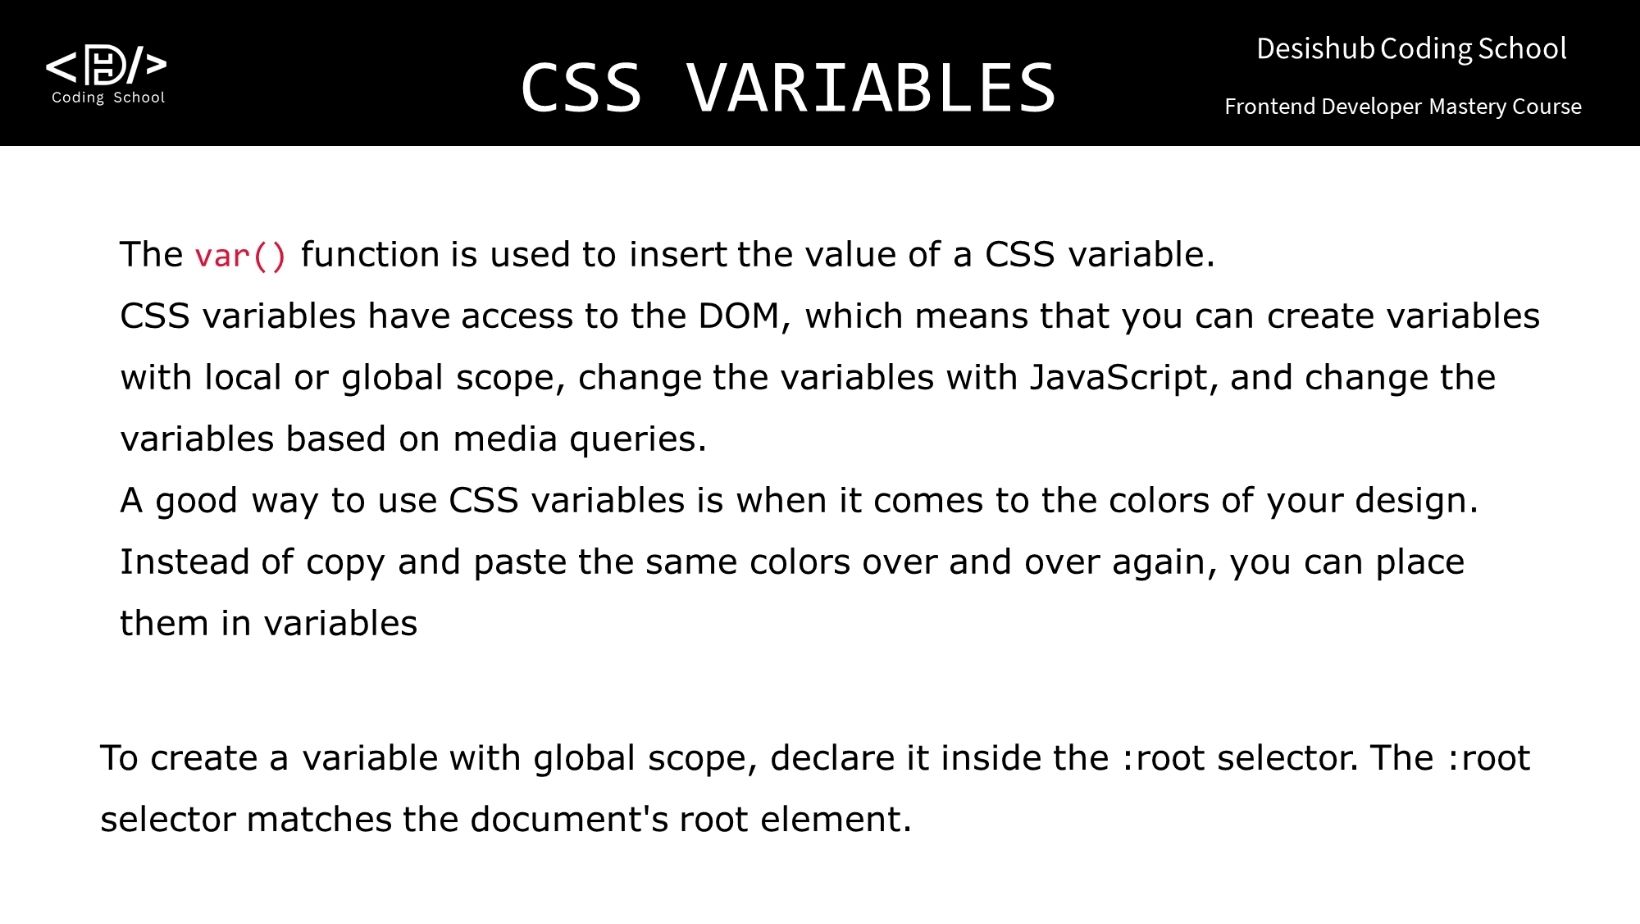 <DH/>
Coding School
CSS VARIABLES
Desishub Coding School
Frontend Developer Mastery Course
The var() function is used to insert the value of a CSS variable.
CSS variables have access to the DOM, which means that you can create variables
with local or global scope, change the variables with JavaScript, and change the
variables based on media queries.
A good way to use CSS variables is when it comes to the colors of your design.
Instead of copy and paste the same colors over and over again, you can place
them in variables
To create a variable with global scope, declare it inside the :root selector. The :root
selector matches the document's root element.